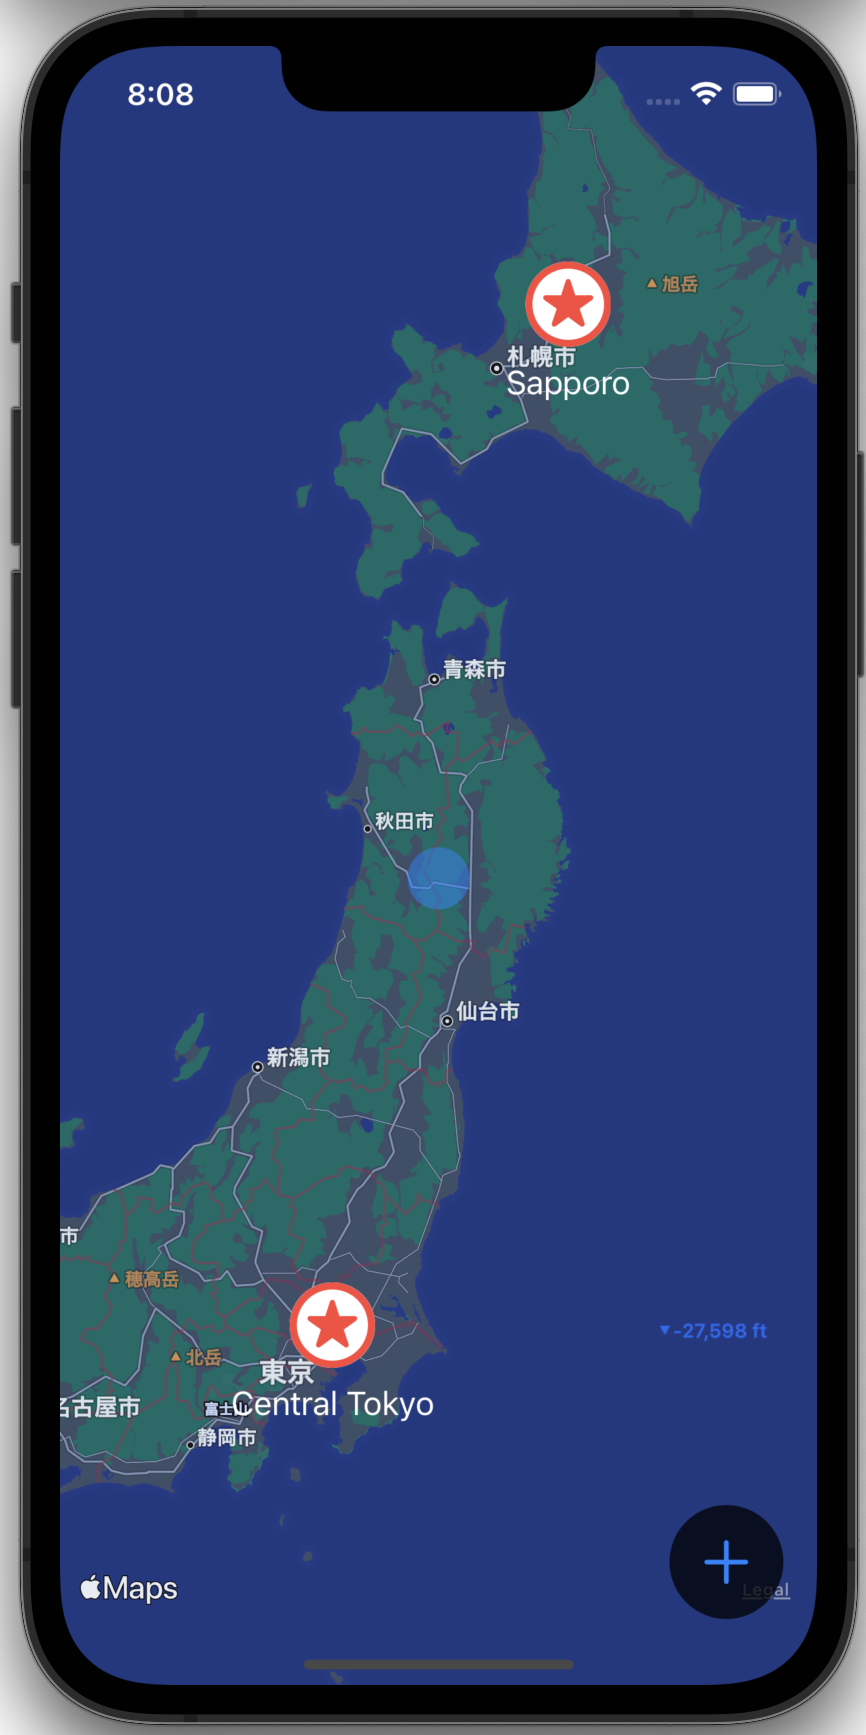 8:08
旭岳
札幌市
Sapporo
青森市
秋田市
仙台市
新潟市
市
穂高岳
-27,598 ft
北岳
東京
Central Tokyo
名古屋市
富士山
静岡市
Maps
Legal